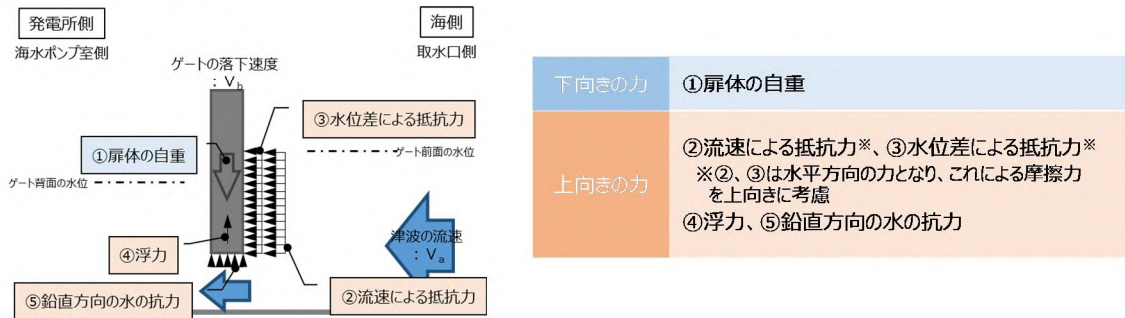 発電所側
海水ポンプ室側
海側
取水口側
ゲートの落下速度
：Vb
③水位差による抵抗力
①扉体の自重
ゲート前面の水位
ゲート背面の水位
津波の流速
：Va
④浮力
⑤鉛直方向の水の抗力
②流速による抵抗力
下向きの力
①扉体の自重
上向きの力
②流速による抵抗力※、③水位差による抵抗力※
※②、③は水平方向の力となり、これによる摩擦力
を上向きに考慮
④浮力、⑤鉛直方向の水の抗力